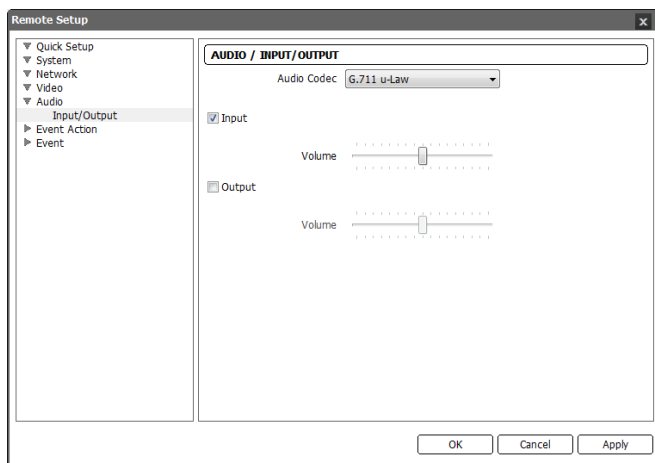 Remote Setup
x
Quick Setup
System
Network
Video
Audio
Input/Output
Event Action
Event
AUDIO / INPUT/OUTPUT
Audio Codec G.711 u-Law
Input
Volume
Output
Volume
OK Cancel Apply